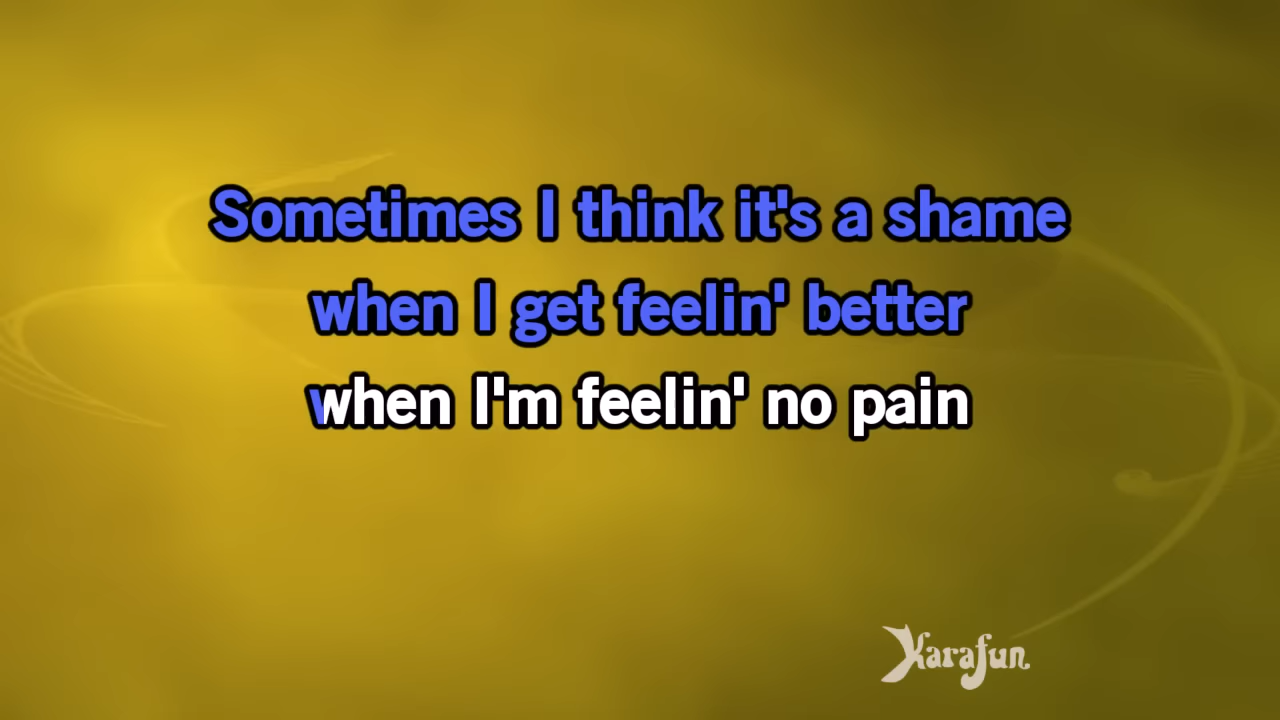 Sometimes I think it's a shame
when I get feelin' better
when I'm feelin' no pain
Karafun